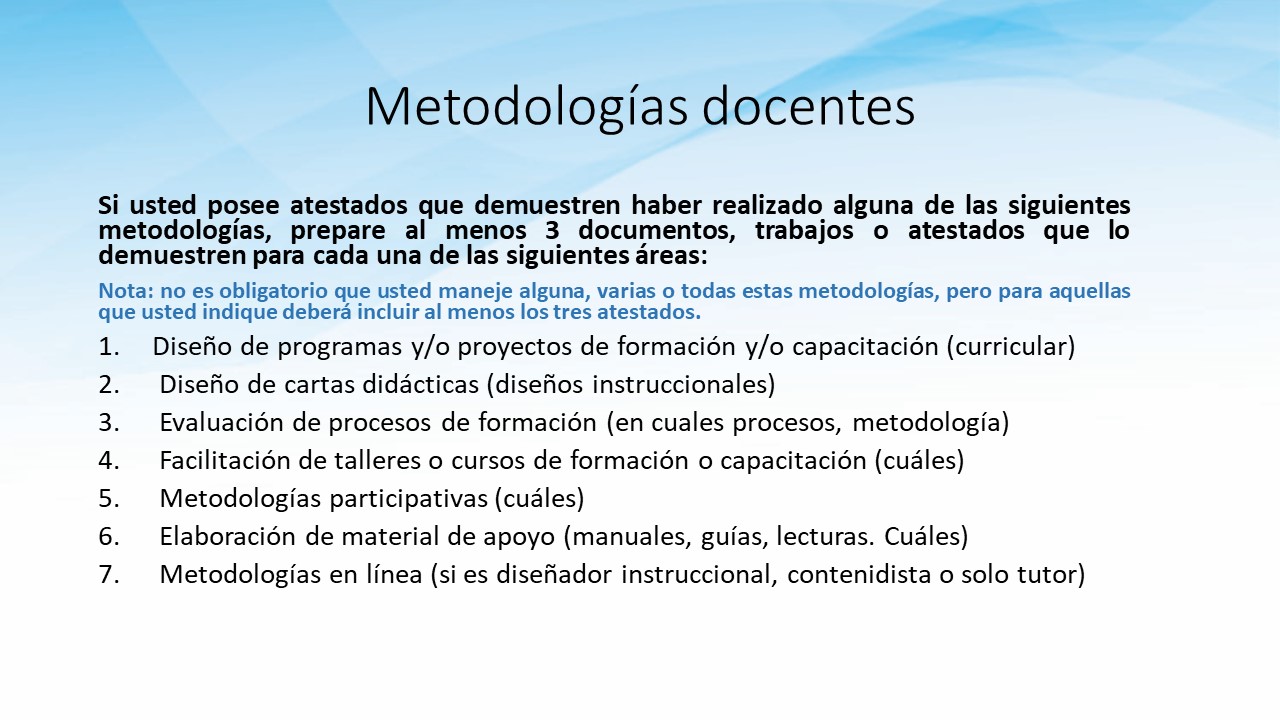 Metodologías docentes
Si usted posee atestados que demuestren haber realizado alguna de las siguientes
metodologías, prepare al menos 3 documentos, trabajos o atestados que lo
demuestren para cada una de las siguientes áreas:
Nota: no es obligatorio que usted maneje alguna, varias o todas estas metodologías, pero para aquellas
que usted indique deberá incluir al menos los tres atestados.
1. Diseño de programas y/o proyectos de formación y/o capacitación (curricular)
2. Diseño de cartas didácticas (diseños instruccionales)
3. Evaluación de procesos de formación (en cuales procesos, metodología)
4. Facilitación de talleres o cursos de formación o capacitación (cuáles)
5. Metodologías participativas (cuáles)
6. Elaboración de material de apoyo (manuales, guías, lecturas. Cuáles)
7. Metodologías en línea (si es diseñador instruccional, contenidista o solo tutor)